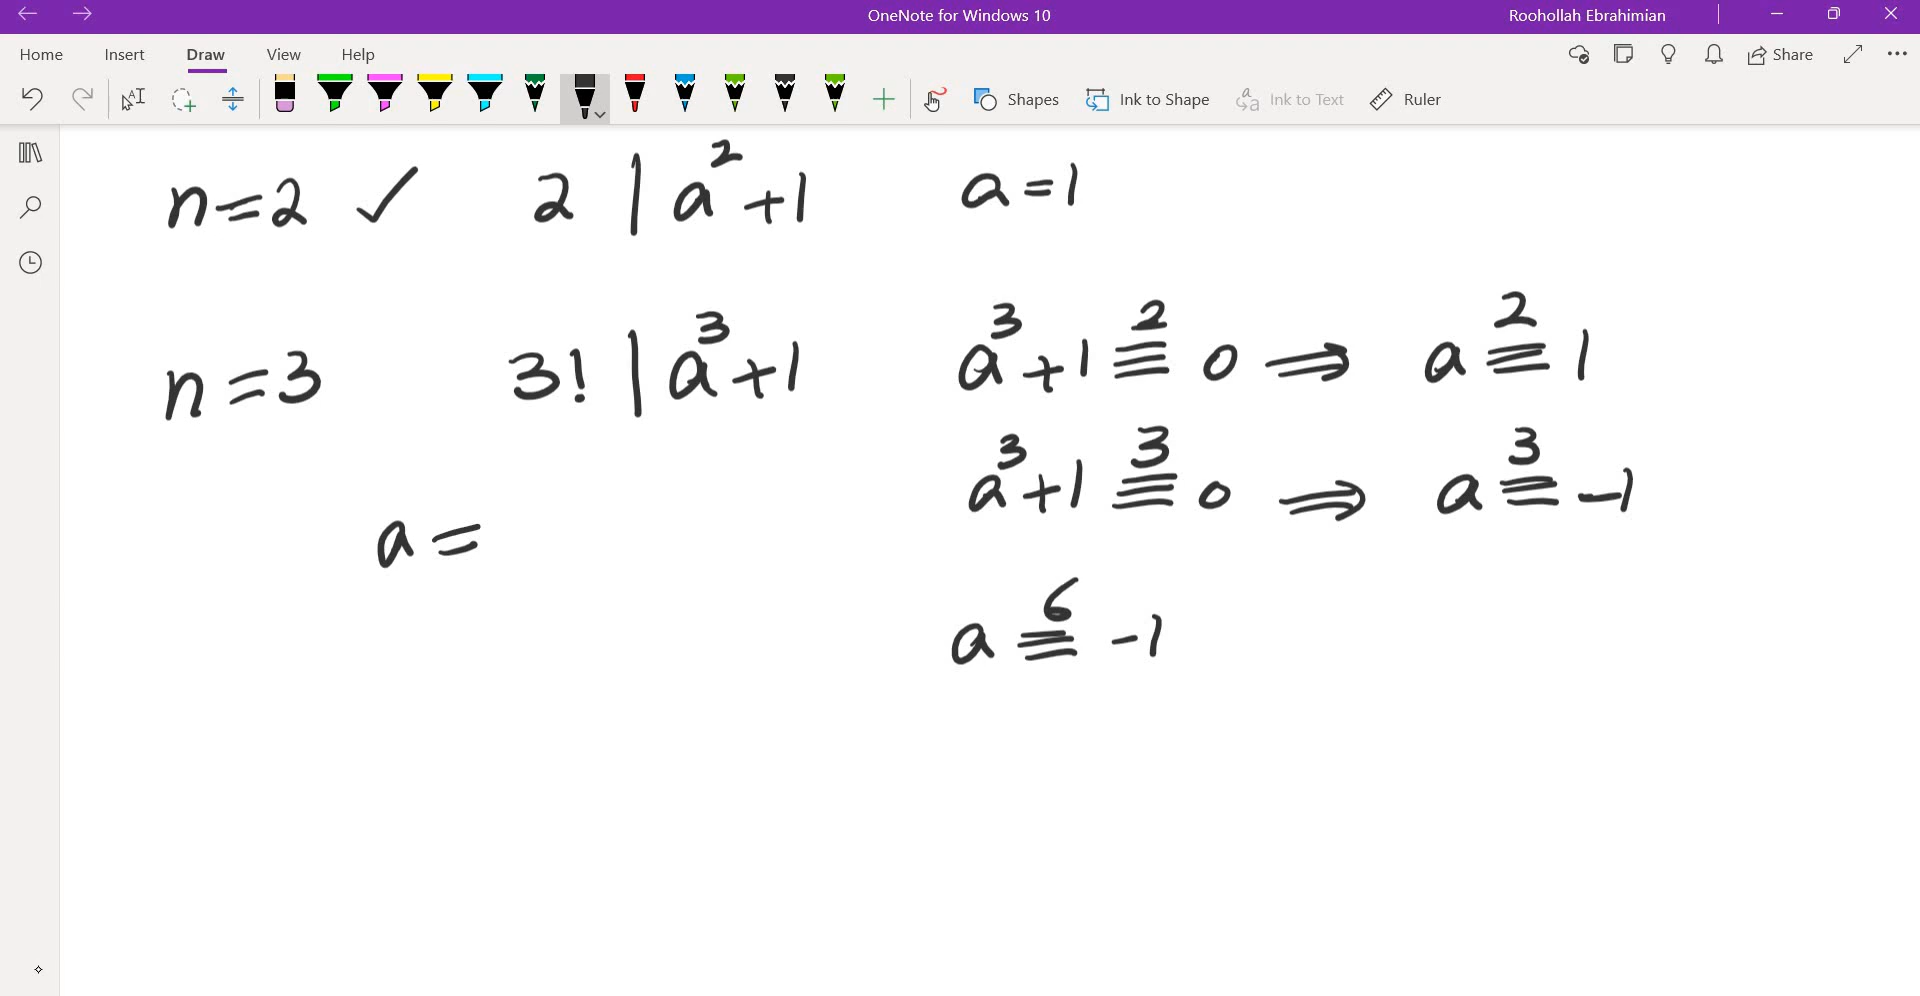 OneNote for Windows 10
Roohollah Ebrahimian
Home Insert Draw View Help
Share
Shapes Ink to Shape Ink to Text Ruler
n=2 ✓ 2 | a² +1 a=1
n=3 3! | a³+1 a³+1 ≡² 0 ⟹ a ≡² 1
a³+1 ≡³ 0 ⟹ a ≡³ -1
a =
a ≡⁶ -1